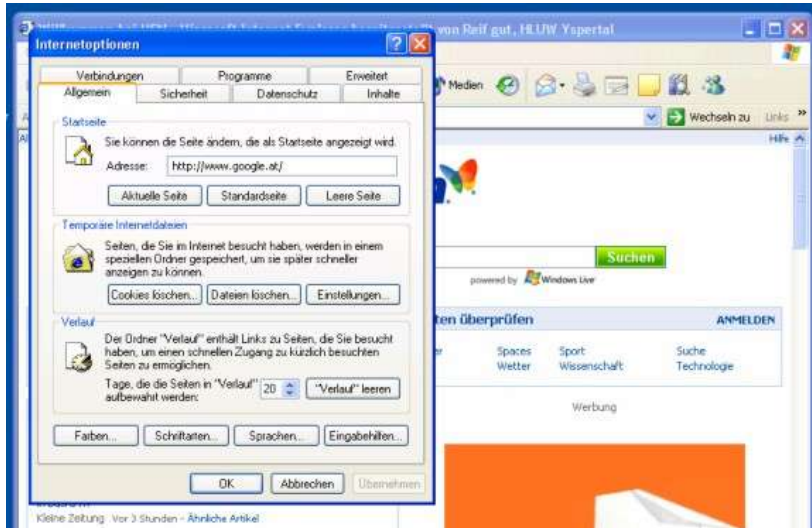 Microsoft Internet Explorer bereitgestellt von Reif gut, HLUW Yspertal
Internetoptionen
Verbindungen Programme Erweitert
Allgemein Sicherheit Datenschutz Inhalte
Startseite
Sie können die Seite ändern, die als Startseite angezeigt wird.
Adresse: http://www.google.at/
Aktuelle Seite Standardseite Leere Seite
Temporäre Internetdateien
Seiten, die Sie im Internet besucht haben, werden in einem
speziellen Ordner gespeichert, um sie später schneller
anzeigen zu können.
Cookies löschen... Dateien löschen... Einstellungen...
Verlauf
Der Ordner "Verlauf" enthält Links zu Seiten, die Sie besucht
haben, um einen schnellen Zugang zu kürzlich besuchten
Seiten zu ermöglichen.
Tage, die die Seiten in "Verlauf"
aufbewahrt werden: 20 "Verlauf" leeren
Farben... Schriftarten... Sprachen... Eingabehilfen...
OK Abbrechen Übernehmen
Medien
Wechseln zu Links »
Hilfe
Suchen
powered by Windows Live
ten überprüfen ANMELDEN
Spaces Sport Suche
Wetter Wissenschaft Technologie
Werbung
Kleine Zeitung Vor 3 Stunden - Ähnliche Artikel